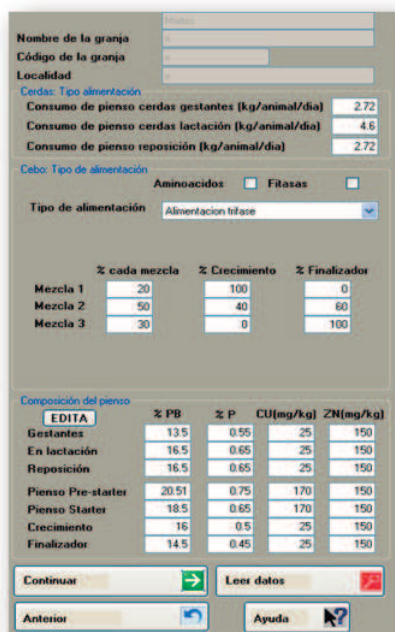 Nombre de la granja
Código de la granja
Localidad
Cerdas: Tipo alimentación
Consumo de pienso cerdas gestantes (kg/animal/dia) 2.72
Consumo de pienso cerdas lactación (kg/animal/dia) 4.6
Consumo de pienso reposición (kg/animal/dia) 2.72
Cebo: Tipo de alimentación
Aminoacidos Fitasas
Tipo de alimentación Alimentacion trifase
% cada mezcla % Crecimiento % Finalizador
Mezcla 1 20 100 0
Mezcla 2 50 40 60
Mezcla 3 30 0 100
Composición del pienso
EDITA % PB % P CU(mg/kg) ZN(mg/kg)
Gestantes 13.5 0.55 25 150
En lactación 16.5 0.65 25 150
Reposición 16.5 0.65 25 150
Pienso Pre-starter 20.51 0.75 170 150
Pienso Starter 18.5 0.65 170 150
Crecimiento 16 0.5 25 150
Finalizador 14.5 0.45 25 150
Continuar Leer datos
Anterior Ayuda